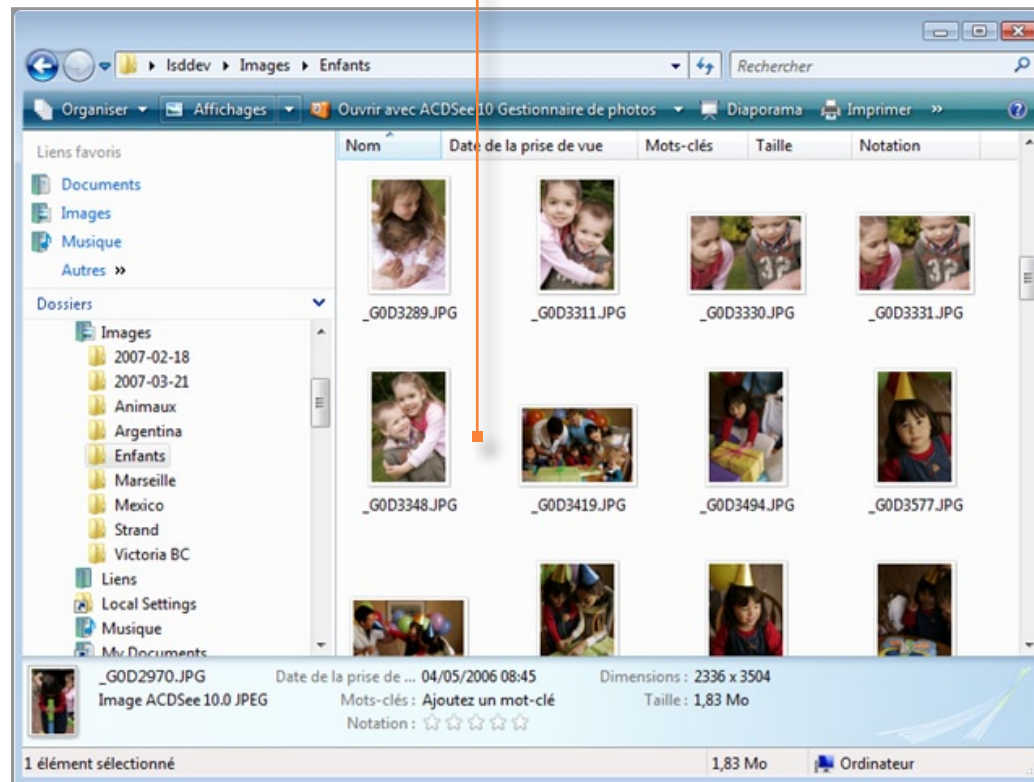 lsddev Images Enfants Rechercher
Organiser Affichages Ouvrir avec ACDSee 10 Gestionnaire de photos Diaporama Imprimer »
Liens favoris
Documents
Images
Musique
Autres »
Dossiers
Images
2007-02-18
2007-03-21
Animaux
Argentina
Enfants
Marseille
Mexico
Strand
Victoria BC
Liens
Local Settings
Musique
My Documents
Nom Date de la prise de vue Mots-clés Taille Notation
_G0D3289.JPG _G0D3311.JPG _G0D3330.JPG _G0D3331.JPG
_G0D3348.JPG _G0D3419.JPG _G0D3494.JPG _G0D3577.JPG
_G0D2970.JPG Date de la prise de ... 04/05/2006 08:45 Dimensions : 2336 x 3504
Image ACDSee 10.0 JPEG Mots-clés : Ajoutez un mot-clé Taille : 1,83 Mo
Notation :
1 élément sélectionné 1,83 Mo Ordinateur